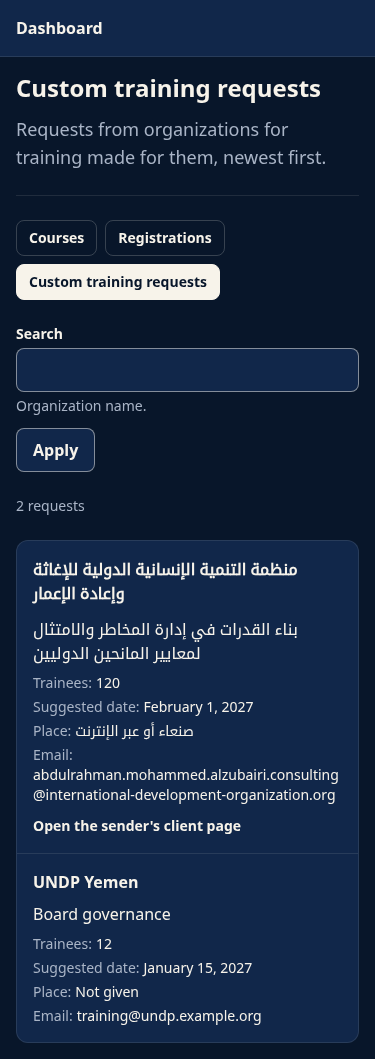 Dashboard
Custom training requests
Requests from organizations for
training made for them, newest first.
Courses
Registrations
Custom training requests
Search
Organization name.
Apply
2 requests
منظمة التنمية الإنسانية الدولية للإغاثة
وإعادة الإعمار
بناء القدرات في إدارة المخاطر والامتثال
لمعايير المانحين الدوليين
Trainees: 120
Suggested date: February 1, 2027
Place: صنعاء أو عبر الإنترنت
Email:
abdulrahman.mohammed.alzubairi.consulting
@international-development-organization.org
Open the sender's client page
UNDP Yemen
Board governance
Trainees: 12
Suggested date: January 15, 2027
Place: Not given
Email: training@undp.example.org